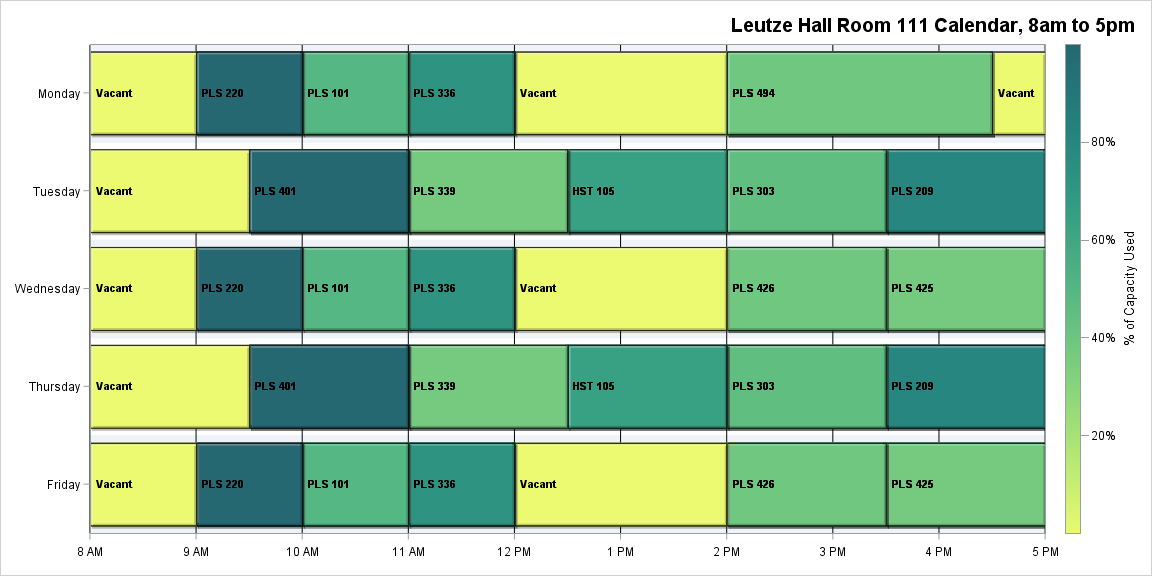 Leutze Hall Room 111 Calendar, 8am to 5pm
Monday
Vacant
PLS 220
PLS 101
PLS 336
Vacant
PLS 494
Vacant
Tuesday
Vacant
PLS 401
PLS 339
HST 105
PLS 303
PLS 209
Wednesday
Vacant
PLS 220
PLS 101
PLS 336
Vacant
PLS 426
PLS 425
Thursday
Vacant
PLS 401
PLS 339
HST 105
PLS 303
PLS 209
Friday
Vacant
PLS 220
PLS 101
PLS 336
Vacant
PLS 426
PLS 425
8 AM
9 AM
10 AM
11 AM
12 PM
1 PM
2 PM
3 PM
4 PM
5 PM
80%
60%
40%
20%
% of Capacity Used